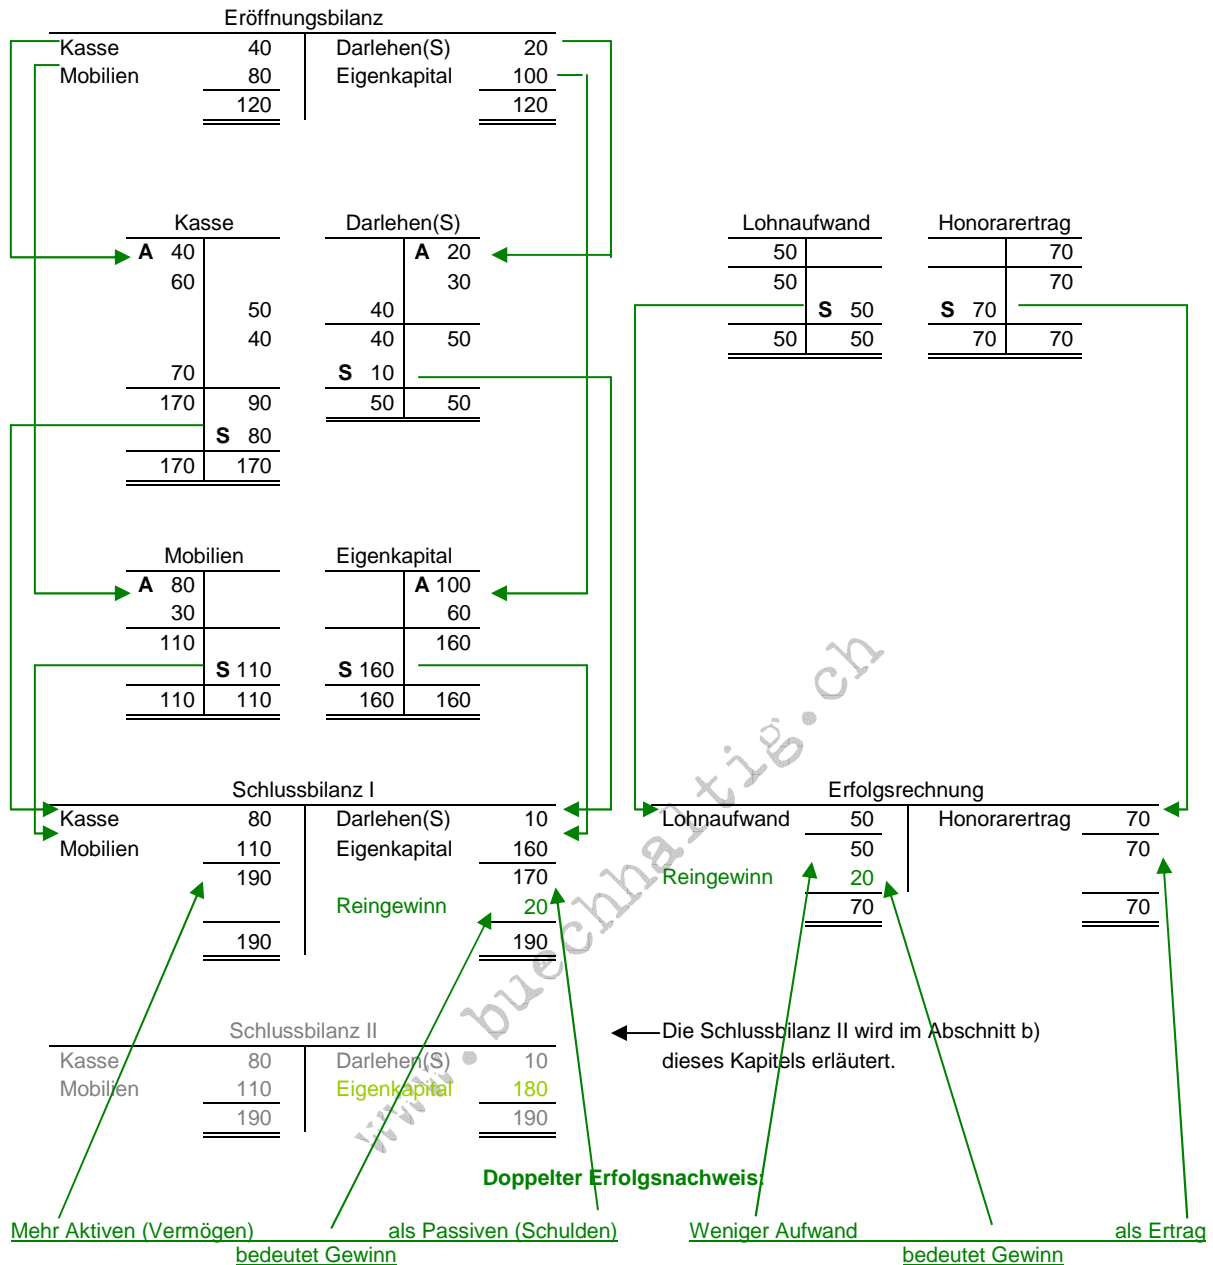 Eröffnungsbilanz
Kasse 40 Darlehen(S) 20
Mobilien 80 Eigenkapital 100
120 120
Kasse Darlehen(S) Lohnaufwand Honorarertrag
A 40 A 20 50 70
60 30 50 70
50 40 S 50 S 70
40 40 50 50 50 70 70
70 S 10
170 90 50 50
S 80
170 170
Mobilien Eigenkapital
A 80 A 100
30 60
110 160
S 110 S 160
110 110 160 160
Schlussbilanz I Erfolgsrechnung
Kasse 80 Darlehen(S) 10 Lohnaufwand 50 Honorarertrag 70
Mobilien 110 Eigenkapital 160 50 70
190 170 Reingewinn 20
Reingewinn 20 70 70
190 190
Schlussbilanz II Die Schlussbilanz II wird im Abschnitt b)
Kasse 80 Darlehen(S) 10 dieses Kapitels erläutert.
Mobilien 110 Eigenkapital 180
190 190
Doppelter Erfolgsnachweis:
Mehr Aktiven (Vermögen) als Passiven (Schulden) Weniger Aufwand als Ertrag
bedeutet Gewinn bedeutet Gewinn
www.buechhaltig.ch